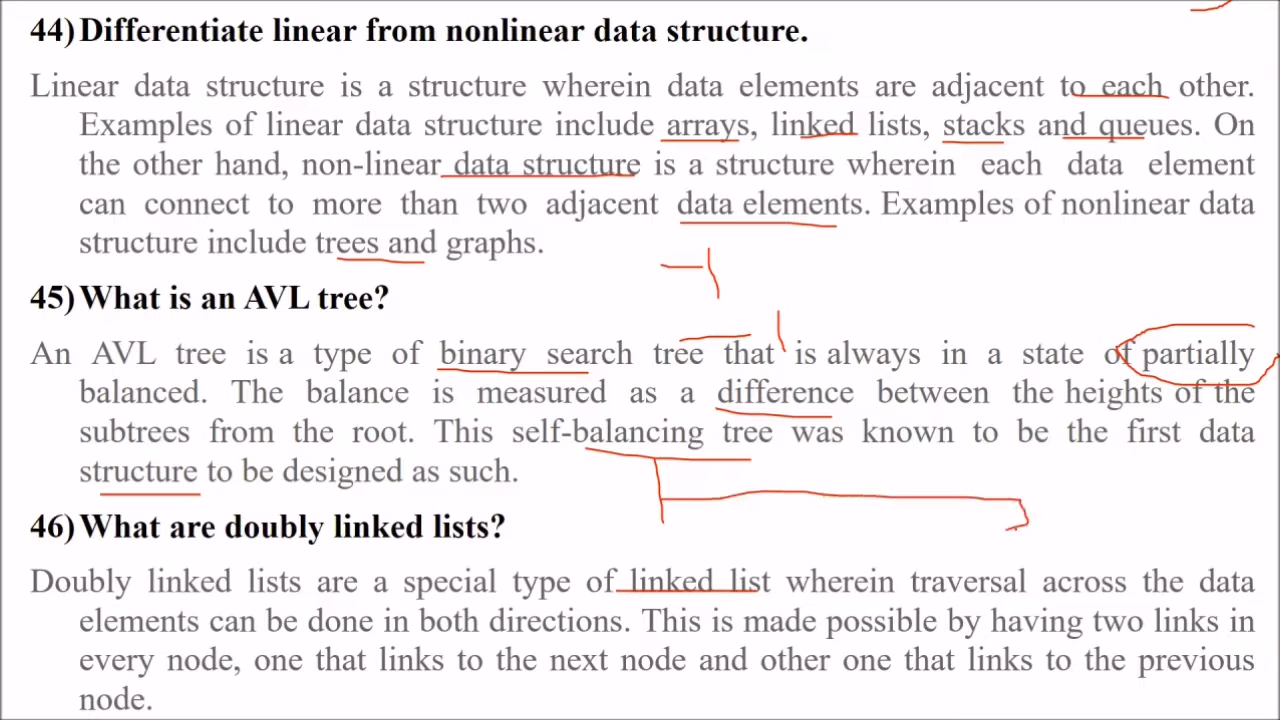 44) Differentiate linear from nonlinear data structure.
Linear data structure is a structure wherein data elements are adjacent to each other.
Examples of linear data structure include arrays, linked lists, stacks and queues. On
the other hand, non-linear data structure is a structure wherein each data element
can connect to more than two adjacent data elements. Examples of nonlinear data
structure include trees and graphs.
45) What is an AVL tree?
An AVL tree is a type of binary search tree that is always in a state of partially
balanced. The balance is measured as a difference between the heights of the
subtrees from the root. This self-balancing tree was known to be the first data
structure to be designed as such.
46) What are doubly linked lists?
Doubly linked lists are a special type of linked list wherein traversal across the data
elements can be done in both directions. This is made possible by having two links in
every node, one that links to the next node and other one that links to the previous
node.